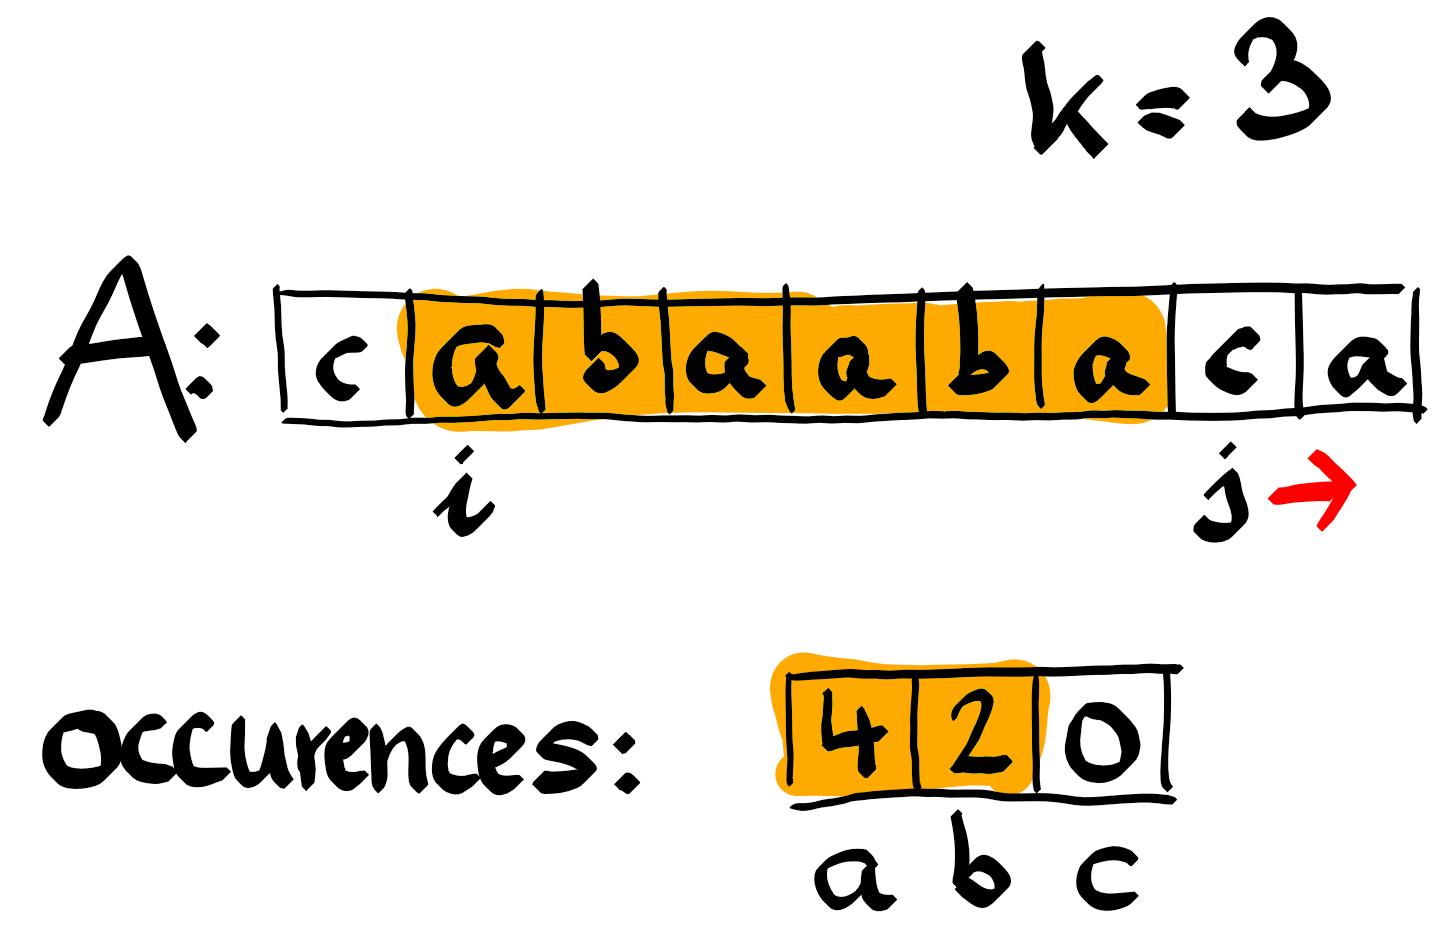 k = 3
A: c a b a a b a c a
i j →
occurences: 4 2 0
a b c